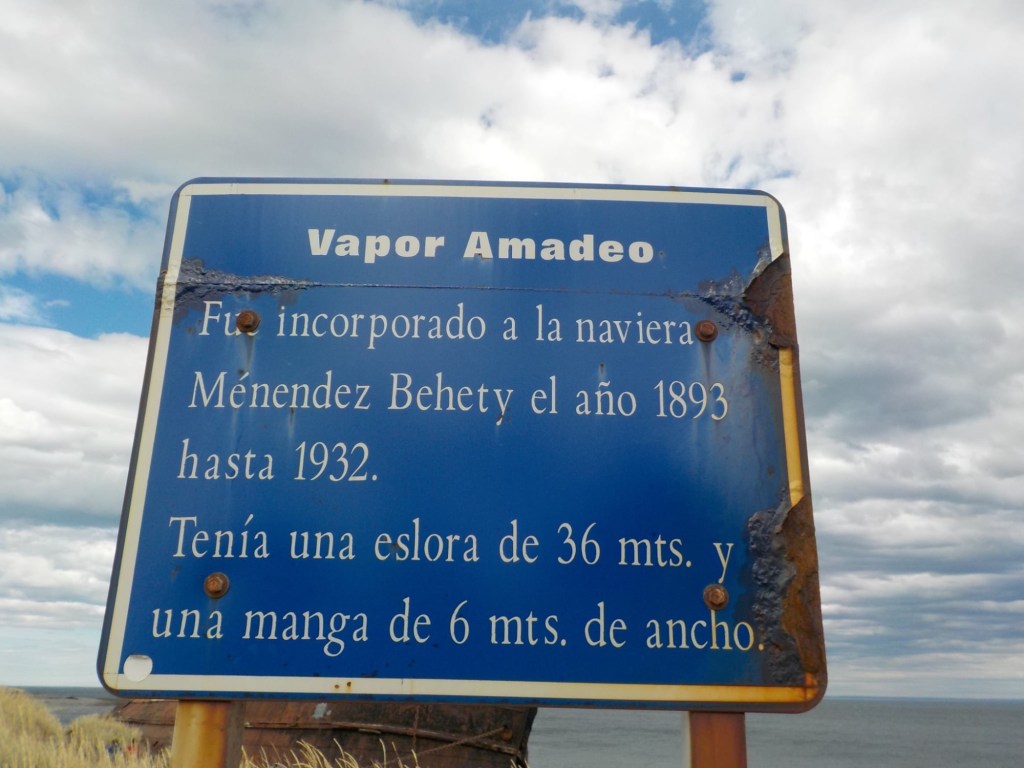 Vapor Amadeo
Fue incorporado a la naviera
Ménendez Behety el año 1893
hasta 1932.
Tenía una eslora de 36 mts. y
una manga de 6 mts. de ancho.